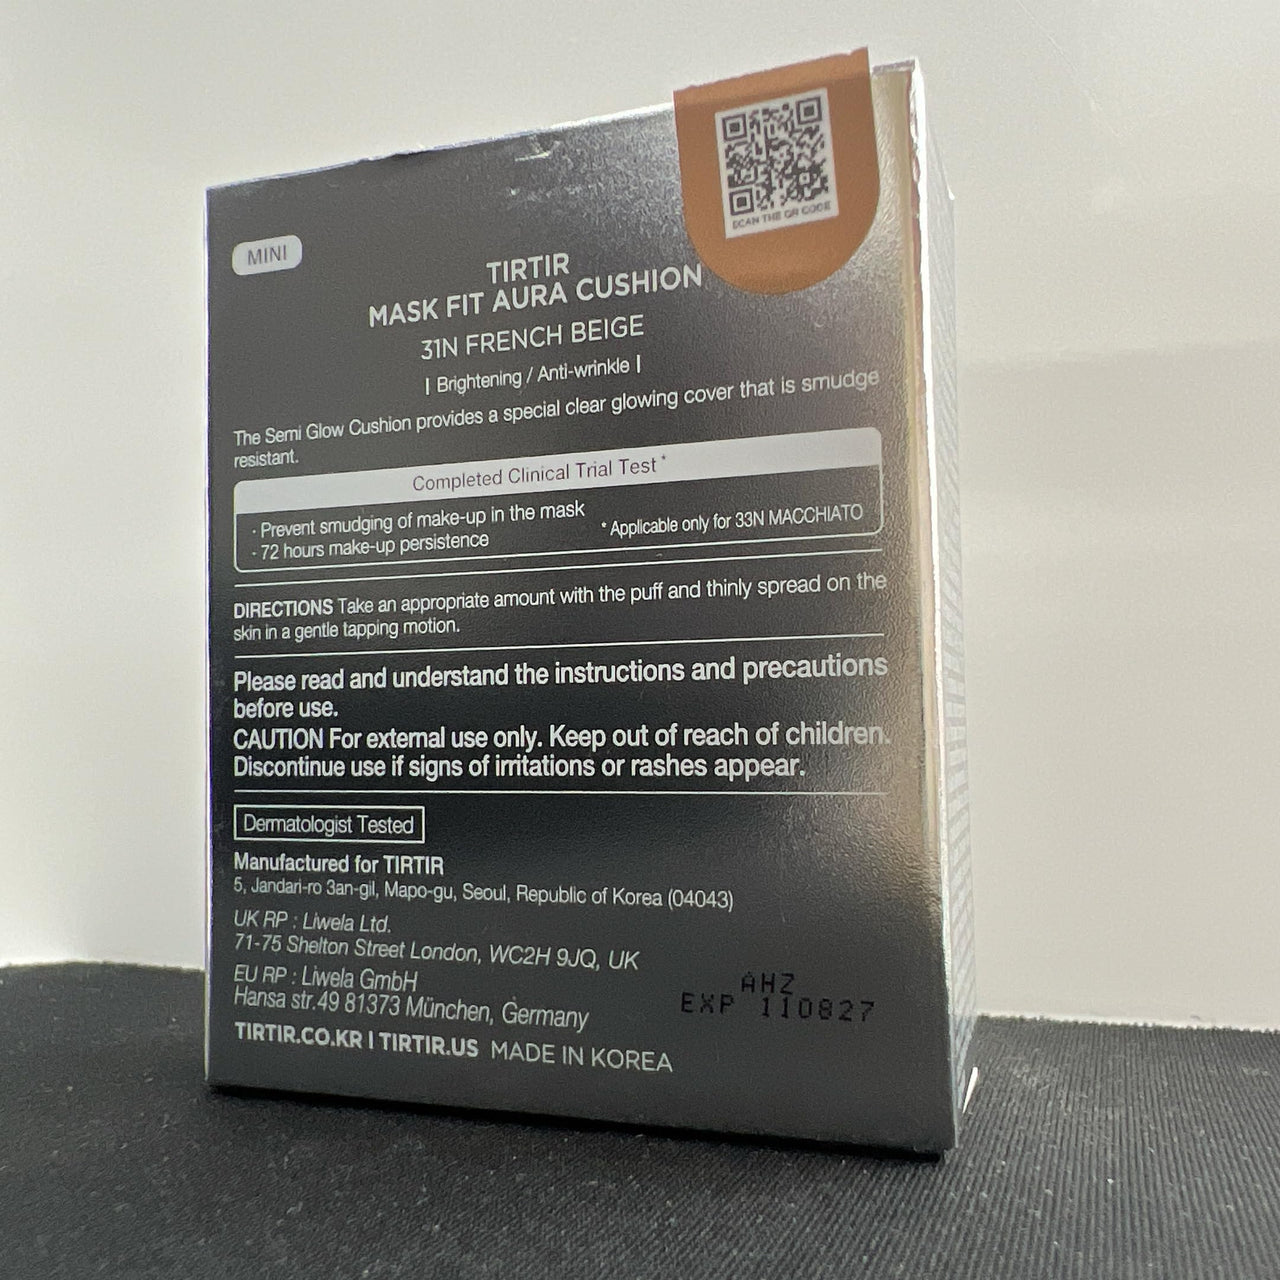 SCAN THE QR CODE
MINI
TIRTIR
MASK FIT AURA CUSHION
31N FRENCH BEIGE
| Brightening / Anti-wrinkle |
The Semi Glow Cushion provides a special clear glowing cover that is smudge
resistant.
Completed Clinical Trial Test*
· Prevent smudging of make-up in the mask
· 72 hours make-up persistence
* Applicable only for 33N MACCHIATO
DIRECTIONS Take an appropriate amount with the puff and thinly spread on the
skin in a gentle tapping motion.
Please read and understand the instructions and precautions
before use.
CAUTION For external use only. Keep out of reach of children.
Discontinue use if signs of irritations or rashes appear.
Dermatologist Tested
Manufactured for TIRTIR
5, Jandari-ro 3an-gil, Mapo-gu, Seoul, Republic of Korea (04043)
UK RP : Liwela Ltd.
71-75 Shelton Street London, WC2H 9JQ, UK
EU RP : Liwela GmbH
Hansa str.49 81373 München, Germany
TIRTIR.CO.KR | TIRTIR.US MADE IN KOREA
AHZ
EXP 110827